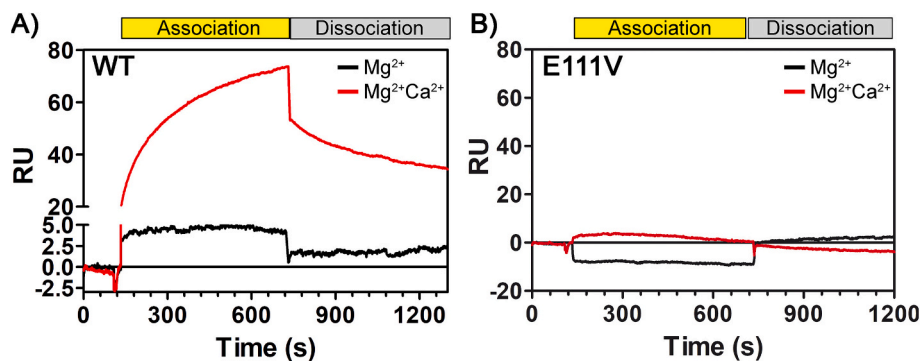 A) Association Dissociation
WT
Mg²⁺
Mg²⁺Ca²⁺
RU
80
60
40
20
5.0
2.5
0.0
-2.5
0 300 600 900 1200
Time (s)
B) Association Dissociation
E111V
Mg²⁺
Mg²⁺Ca²⁺
RU
80
60
40
20
0
-20
0 300 600 900 1200
Time (s)